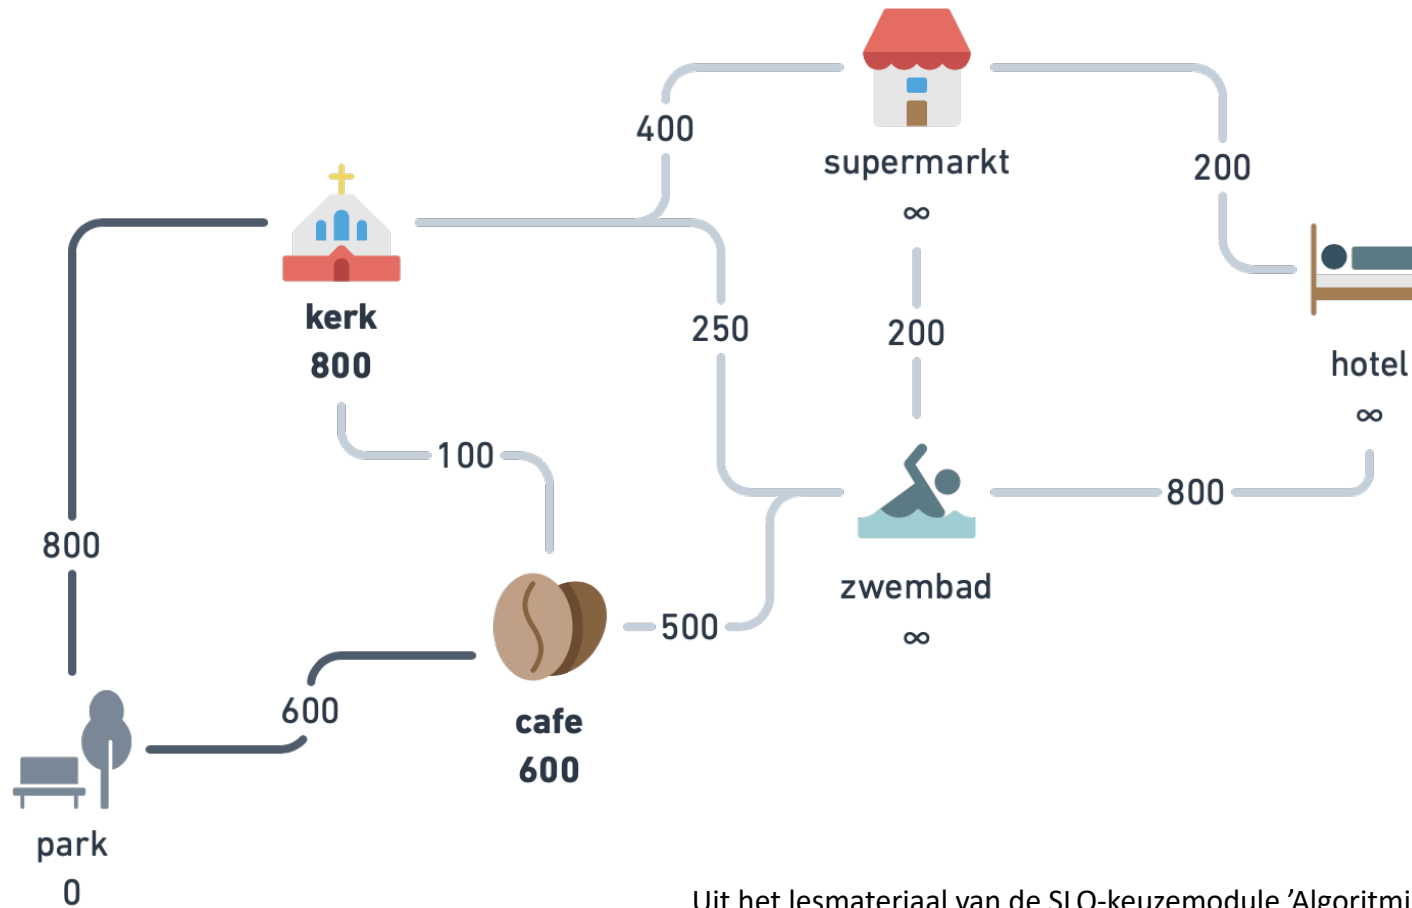 400
supermarkt
∞
200
kerk
800
250
200
hotel
∞
100
800
800
zwembad
∞
500
600
cafe
600
park
0
Uit het lesmateriaal van de SLO-keuzemodule ’Algoritmi